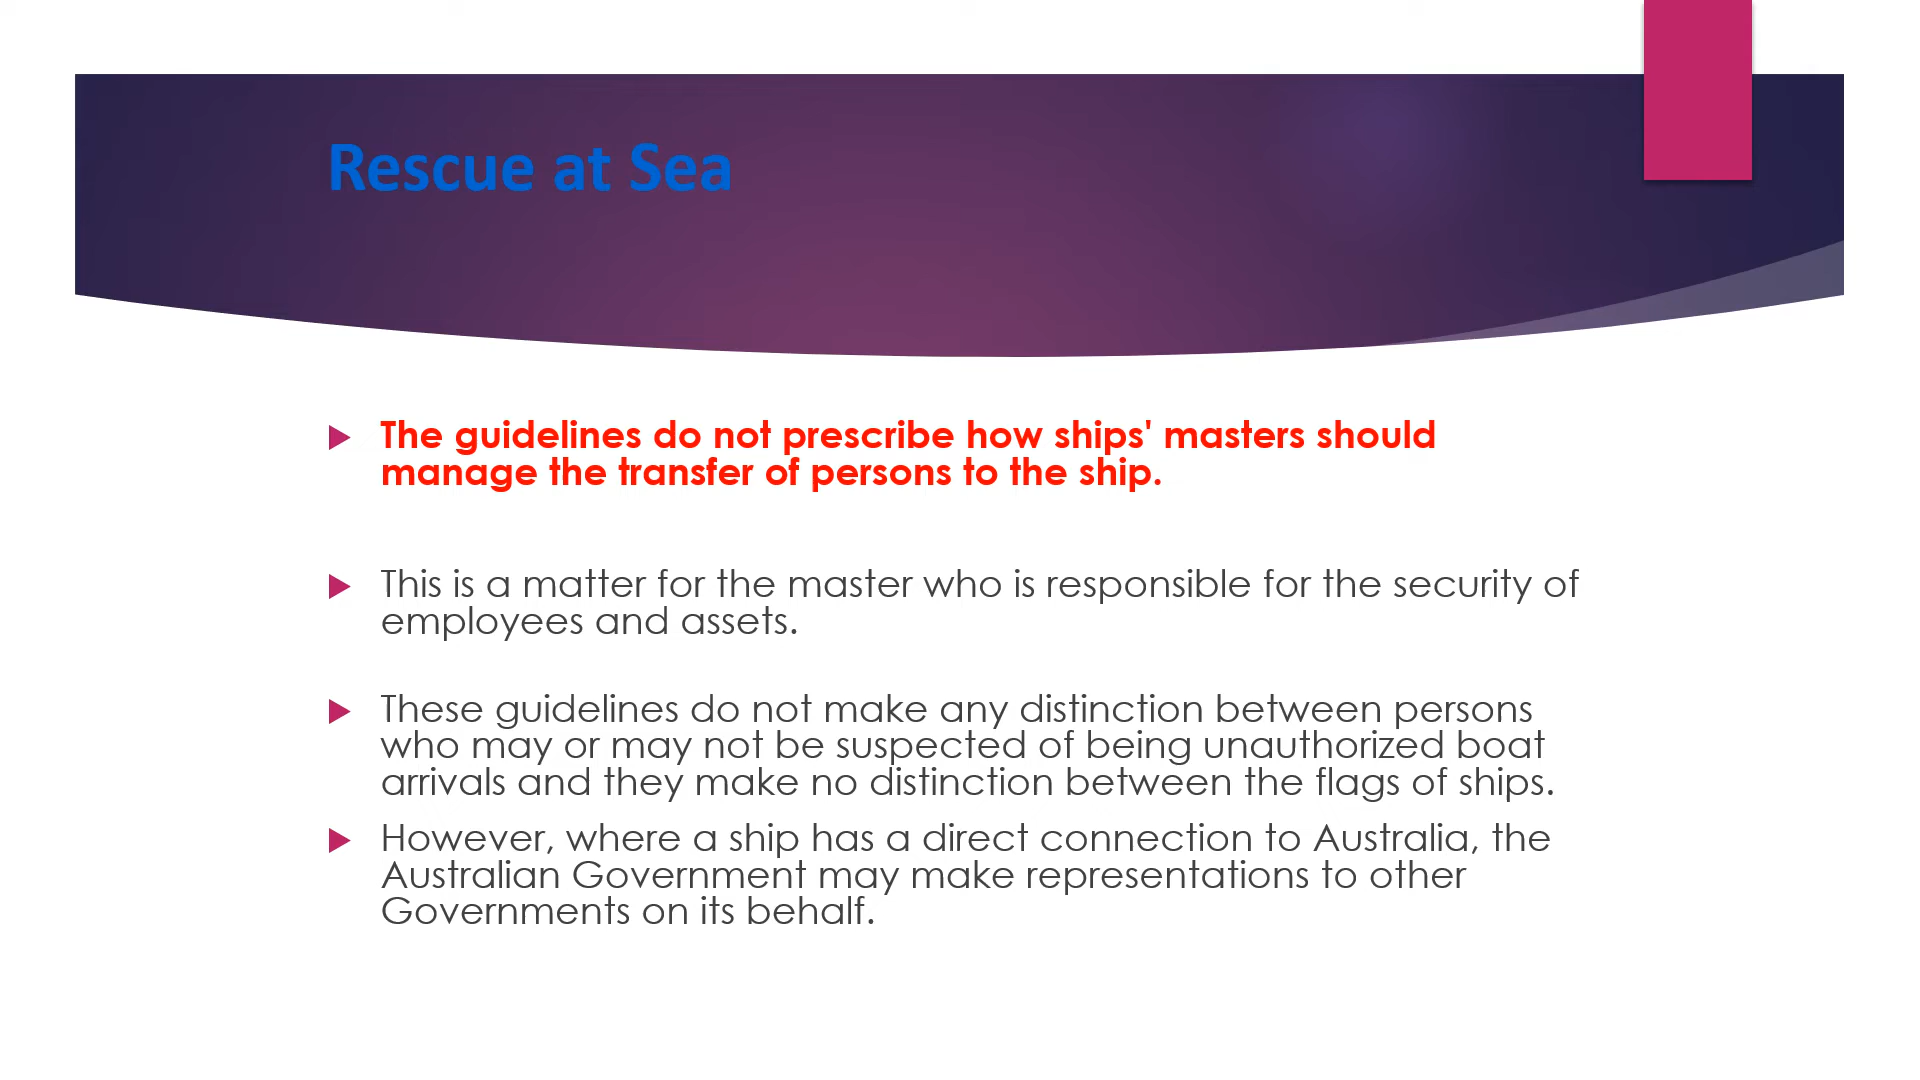 Rescue at Sea
The guidelines do not prescribe how ships' masters should
manage the transfer of persons to the ship.
This is a matter for the master who is responsible for the security of
employees and assets.
These guidelines do not make any distinction between persons
who may or may not be suspected of being unauthorized boat
arrivals and they make no distinction between the flags of ships.
However, where a ship has a direct connection to Australia, the
Australian Government may make representations to other
Governments on its behalf.